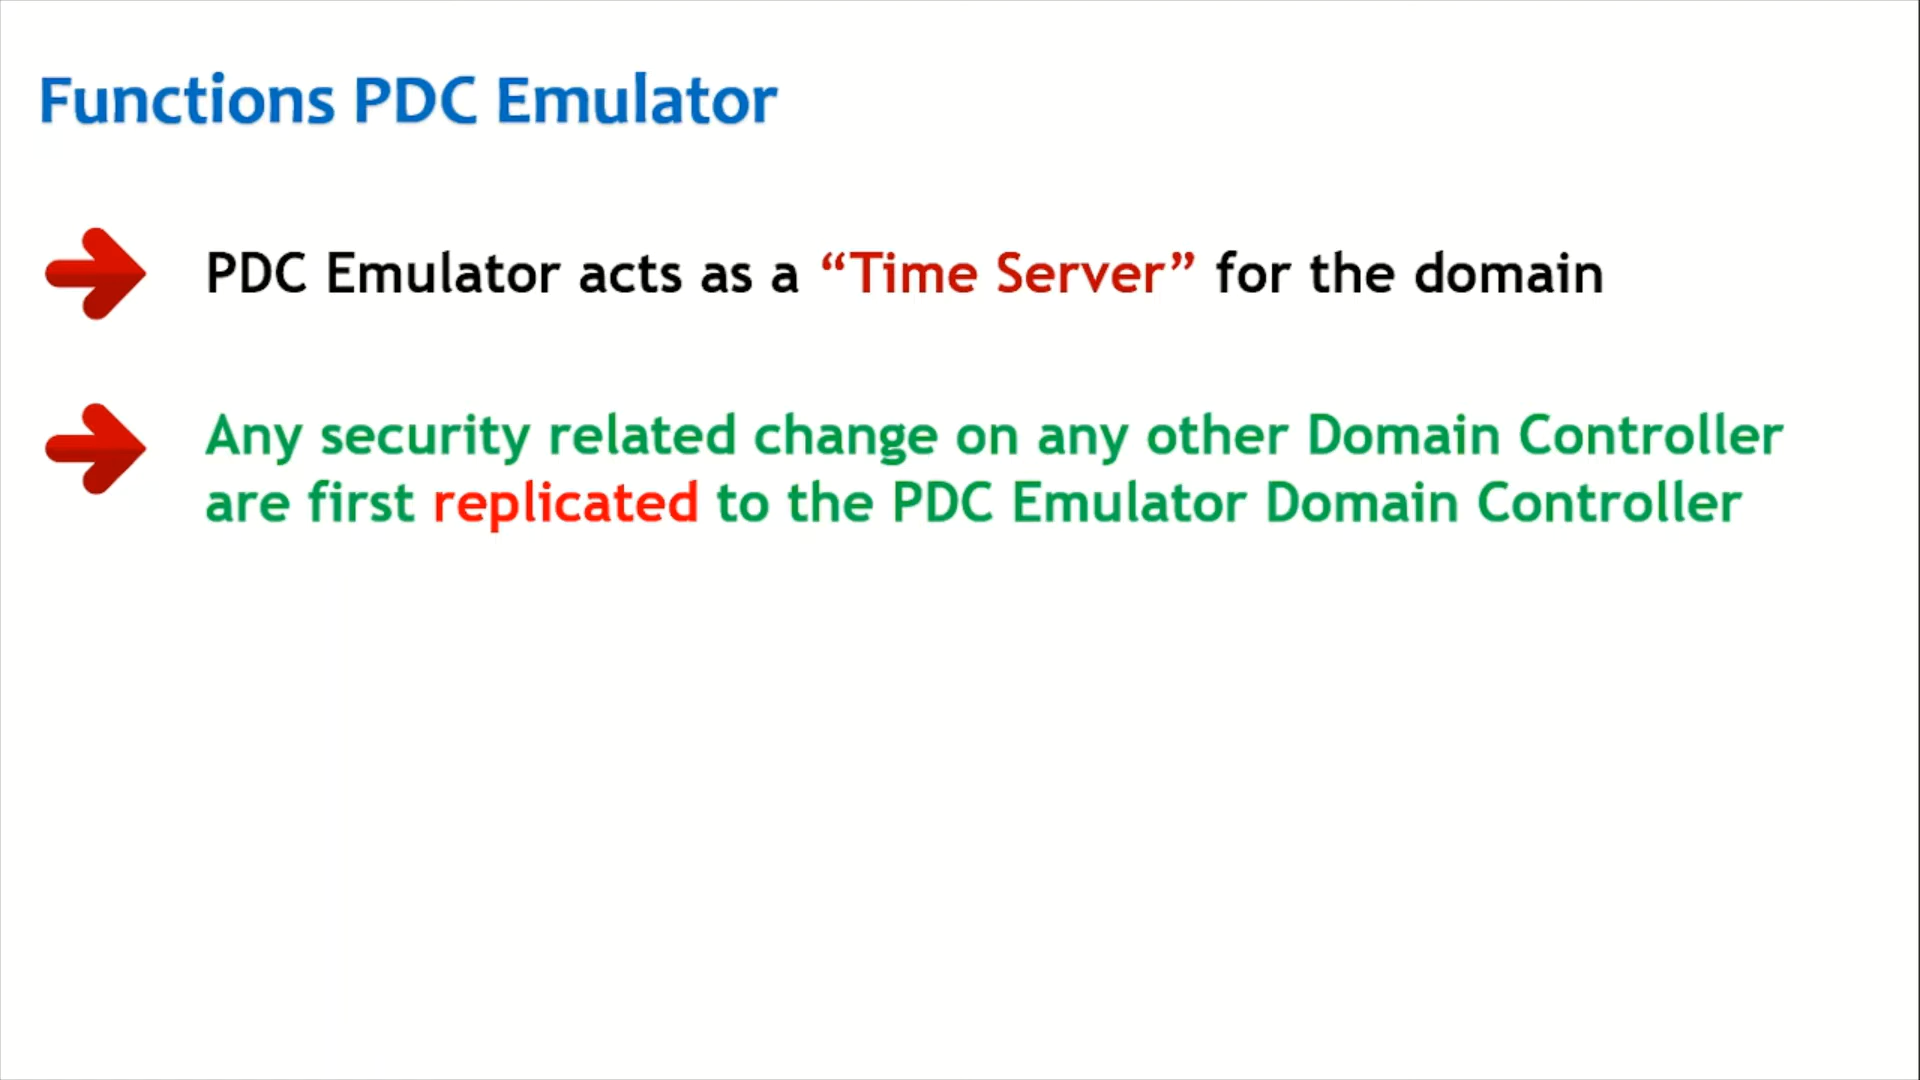 Functions PDC Emulator
PDC Emulator acts as a “Time Server” for the domain
Any security related change on any other Domain Controller
are first replicated to the PDC Emulator Domain Controller